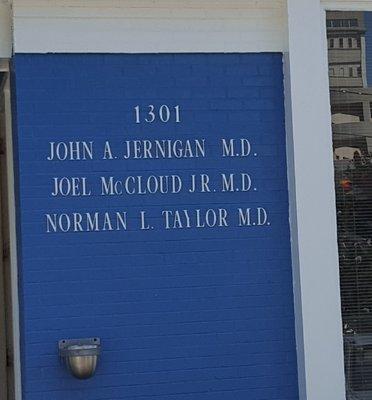 1301
JOHN A. JERNIGAN M.D.
JOEL McCLOUD JR. M.D.
NORMAN L. TAYLOR M.D.